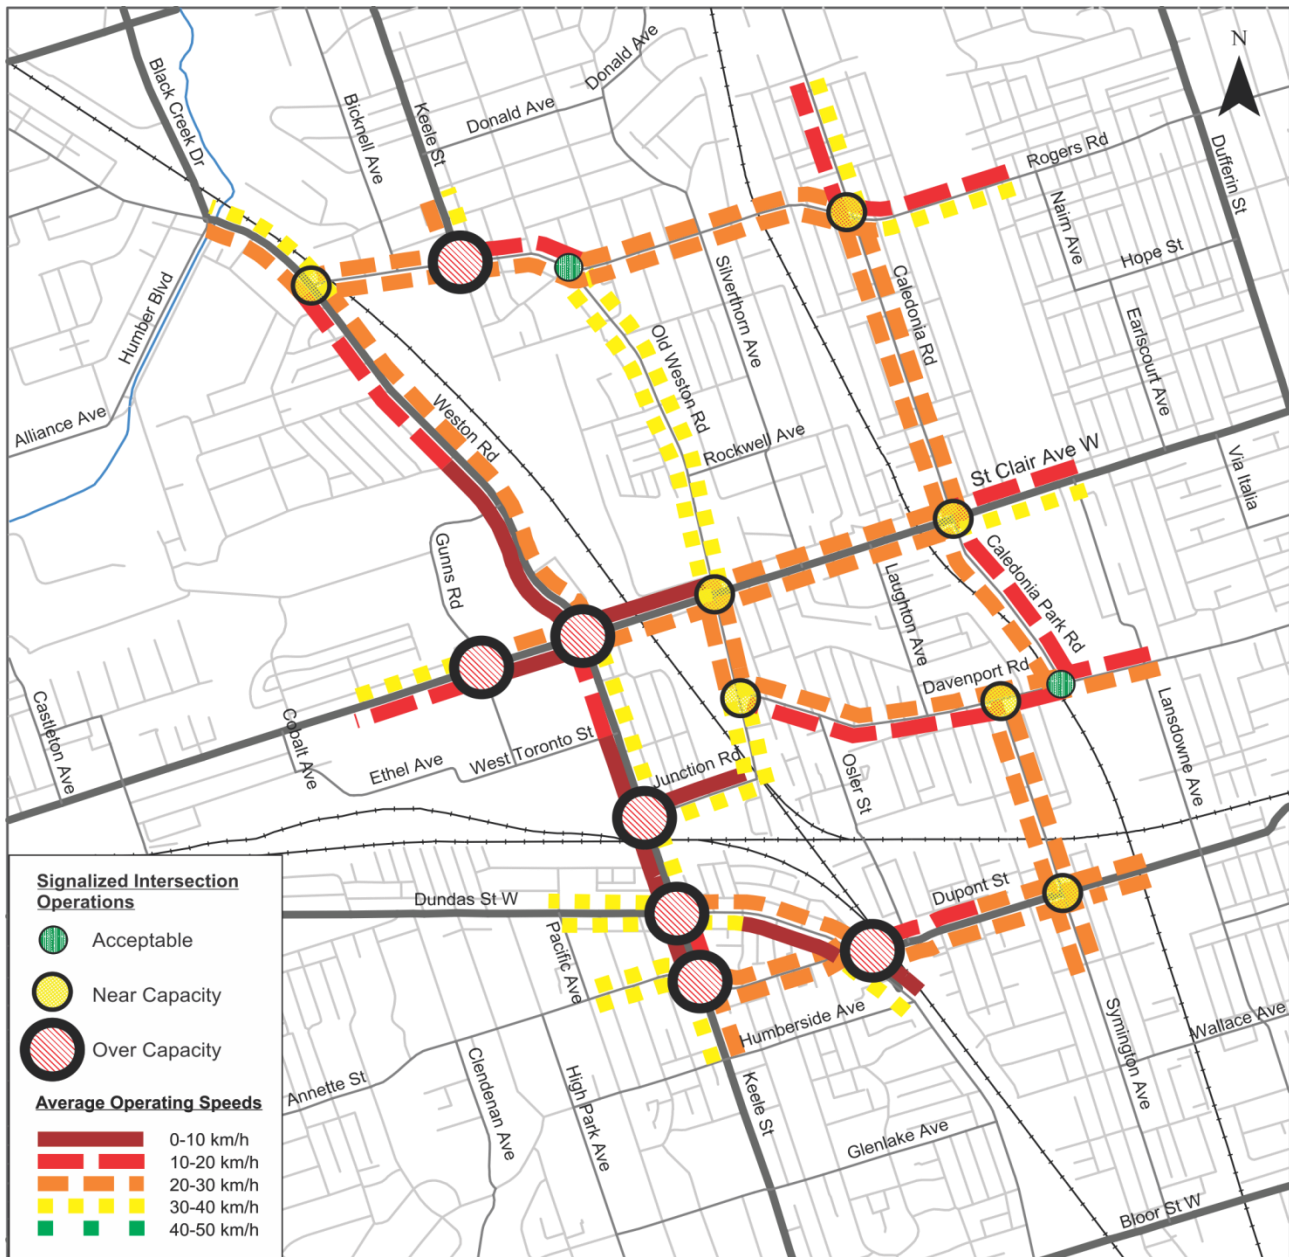 N
Black Creek Dr
Bicknell Ave
Keele St
Donald Ave
Donald Ave
Rogers Rd
Dufferin St
Nairn Ave
Hope St
Humber Blvd
Silverthorn Ave
Caledonia Rd
Earlscourt Ave
Old Weston Rd
Alliance Ave
Weston Rd
Rockwell Ave
St Clair Ave W
Via Italia
Gunns Rd
Laughton Ave
Caledonia Park Rd
Davenport Rd
Castleton Ave
Cobalt Ave
Ethel Ave
West Toronto St
Junction Rd
Osler St
Lansdowne Ave
Dundas St W
Dupont St
Pacific Ave
Humberside Ave
Symington Ave
Wallace Ave
Annette St
Clendenan Ave
High Park Ave
Keele St
Glenlake Ave
Bloor St W
Signalized Intersection
Operations
Acceptable
Near Capacity
Over Capacity
Average Operating Speeds
0-10 km/h
10-20 km/h
20-30 km/h
30-40 km/h
40-50 km/h